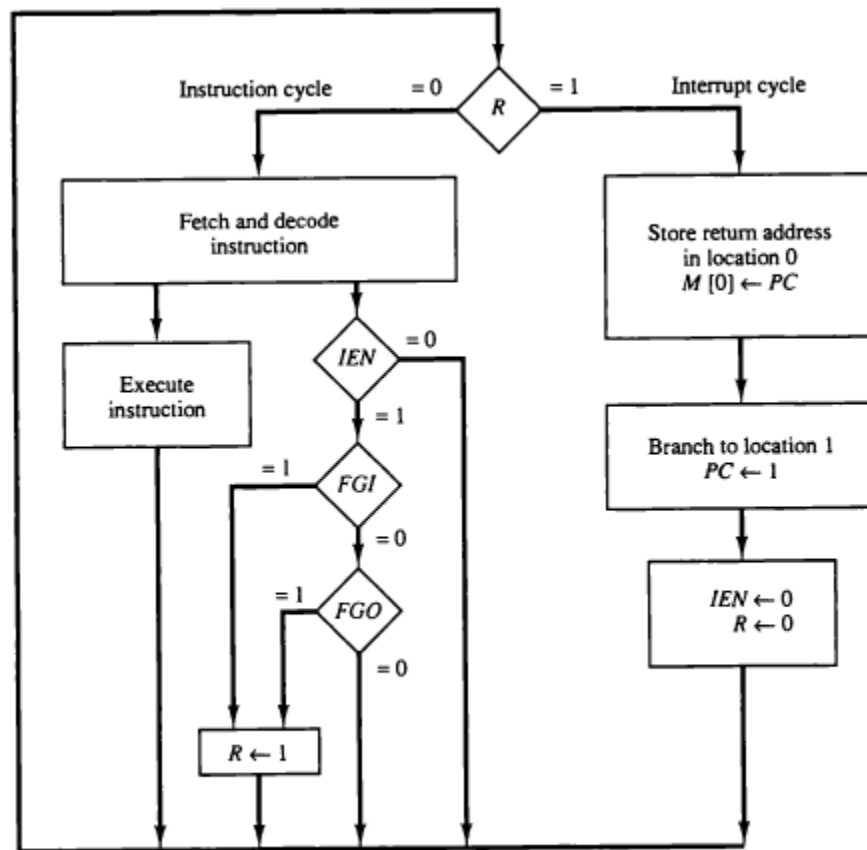 Instruction cycle
= 0
R
= 1
Interrupt cycle
Fetch and decode
instruction
Store return address
in location 0
M [0] ← PC
Execute
instruction
IEN
= 0
= 1
Branch to location 1
PC ← 1
= 1
FGI
= 0
= 1
FGO
= 0
IEN ← 0
R ← 0
R ← 1